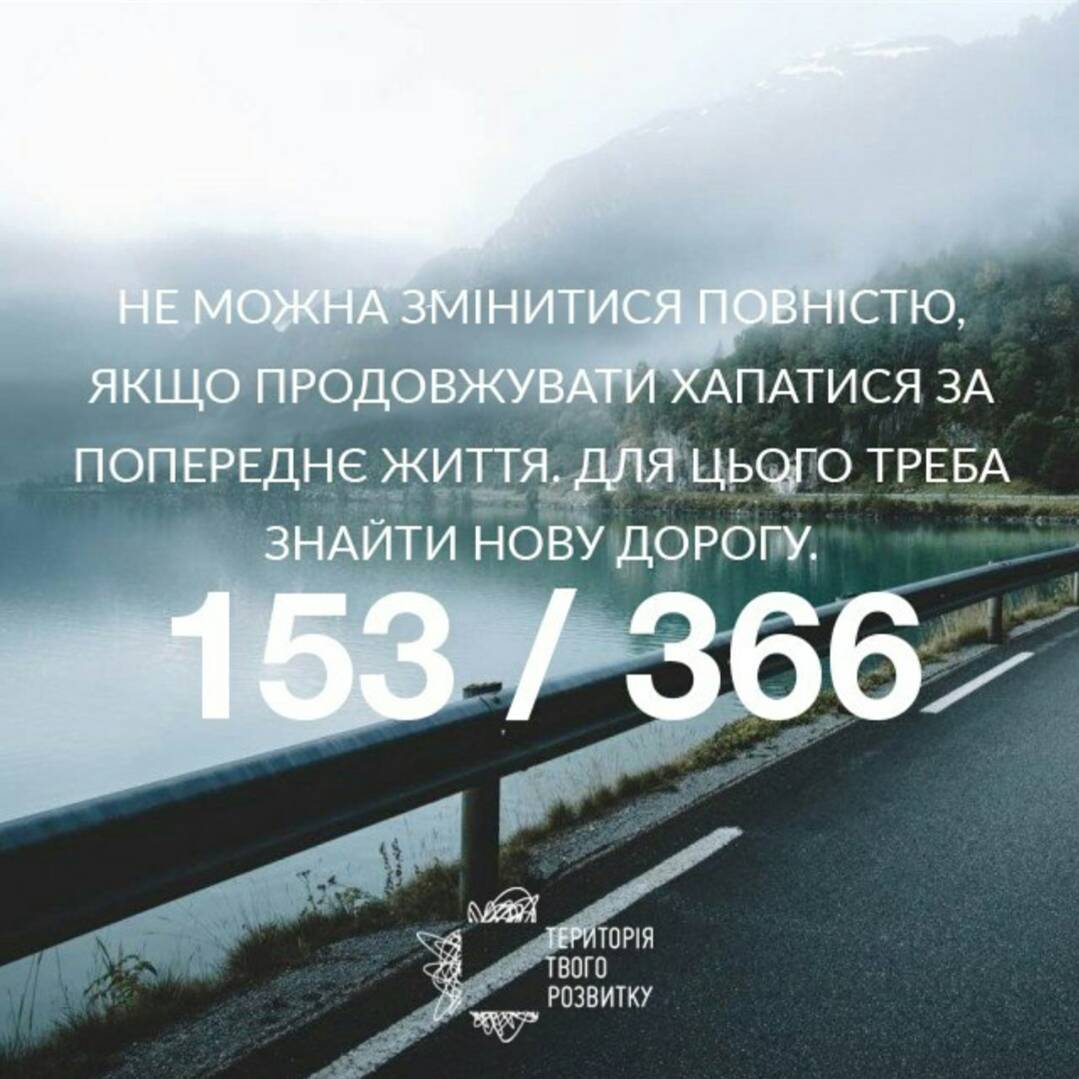 НЕ МОЖНА ЗМІНИТИСЯ ПОВНІСТЮ,
ЯКЩО ПРОДОВЖУВАТИ ХАПАТИСЯ ЗА
ПОПЕРЕДНЄ ЖИТТЯ. ДЛЯ ЦЬОГО ТРЕБА
ЗНАЙТИ НОВУ ДОРОГУ.
153 / 366
ТЕРИТОРІЯ
ТВОГО
РОЗВИТКУ